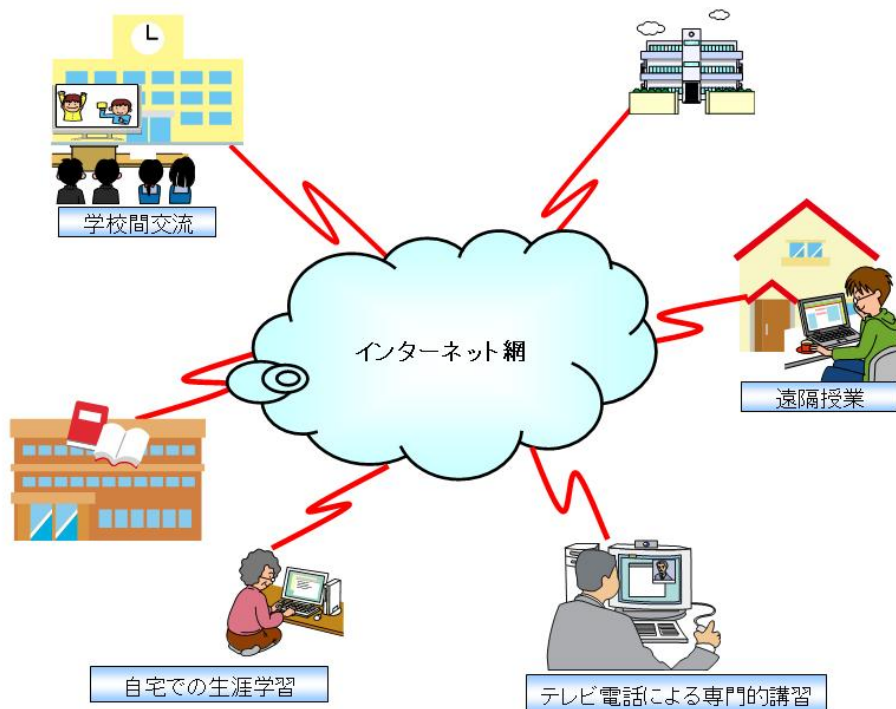 学校間交流
インターネット網
遠隔授業
自宅での生涯学習
テレビ電話による専門的講習